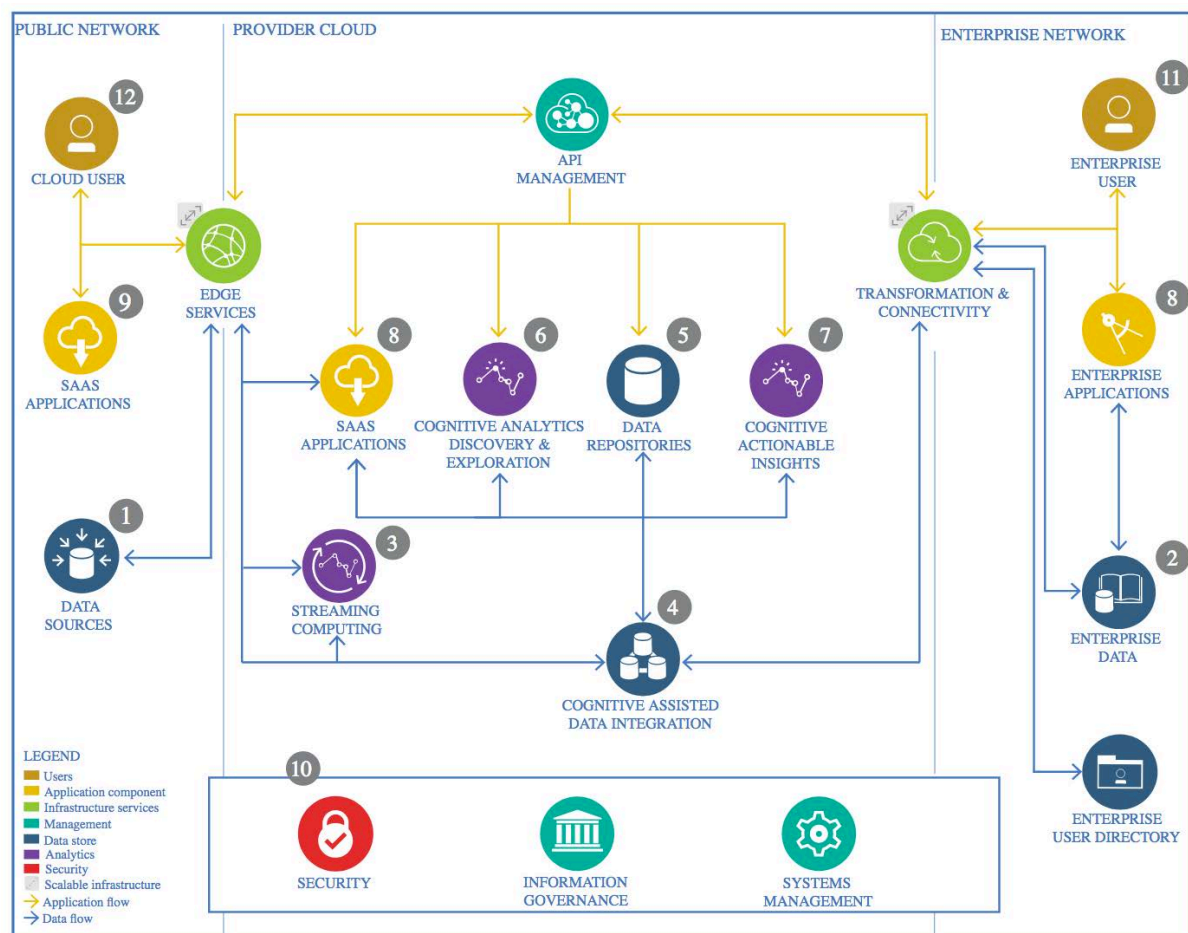 PUBLIC NETWORK
PROVIDER CLOUD
ENTERPRISE NETWORK
12
CLOUD USER
11
ENTERPRISE
USER
API
MANAGEMENT
EDGE
SERVICES
TRANSFORMATION &
CONNECTIVITY
9
SAAS
APPLICATIONS
8
SAAS
APPLICATIONS
6
COGNITIVE ANALYTICS
DISCOVERY &
EXPLORATION
5
DATA
REPOSITORIES
7
COGNITIVE
ACTIONABLE
INSIGHTS
8
ENTERPRISE
APPLICATIONS
1
DATA
SOURCES
3
STREAMING
COMPUTING
4
COGNITIVE ASSISTED
DATA INTEGRATION
2
ENTERPRISE
DATA
ENTERPRISE
USER DIRECTORY
LEGEND
Users
Application component
Infrastructure services
Management
Data store
Analytics
Security
Scalable infrastructure
Application flow
Data flow
10
SECURITY
INFORMATION
GOVERNANCE
SYSTEMS
MANAGEMENT